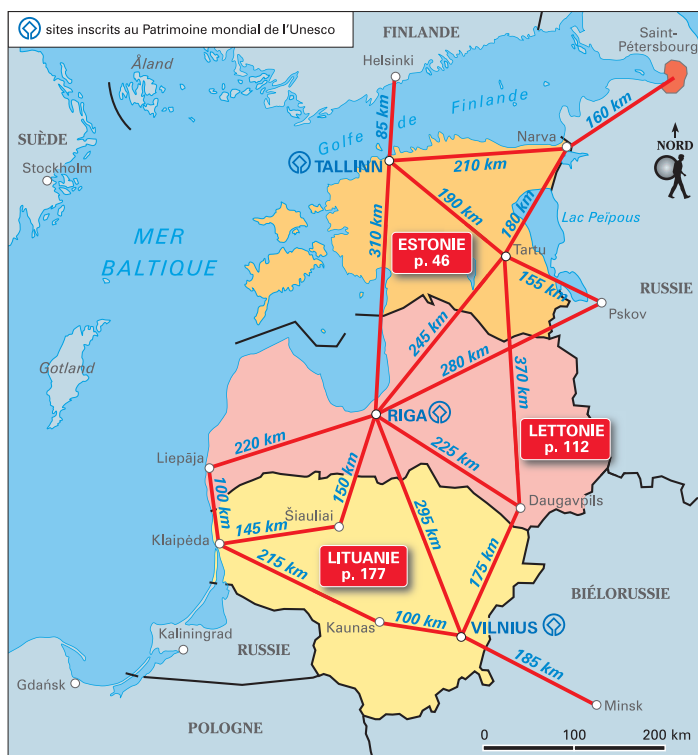 sites inscrits au Patrimoine mondial de l'Unesco
FINLANDE
Saint-
Pétersbourg
Helsinki
Åland
Golfe de Finlande
85 km
160 km
NORD
SUÈDE
Stockholm
Narva
TALLINN
210 km
190 km
180 km
Lac Peïpous
MER
BALTIQUE
310 km
ESTONIE
p. 46
Tartu
155 km
RUSSIE
Pskov
245 km
280 km
370 km
Gotland
RIGA
LETTONIE
p. 112
220 km
225 km
Liepāja
150 km
100 km
Daugavpils
Šiauliai
145 km
295 km
Klaipėda
LITUANIE
p. 177
215 km
175 km
BIÉLORUSSIE
Kaunas
100 km
VILNIUS
Kaliningrad
RUSSIE
185 km
Gdańsk
Minsk
POLOGNE
0 100 200 km